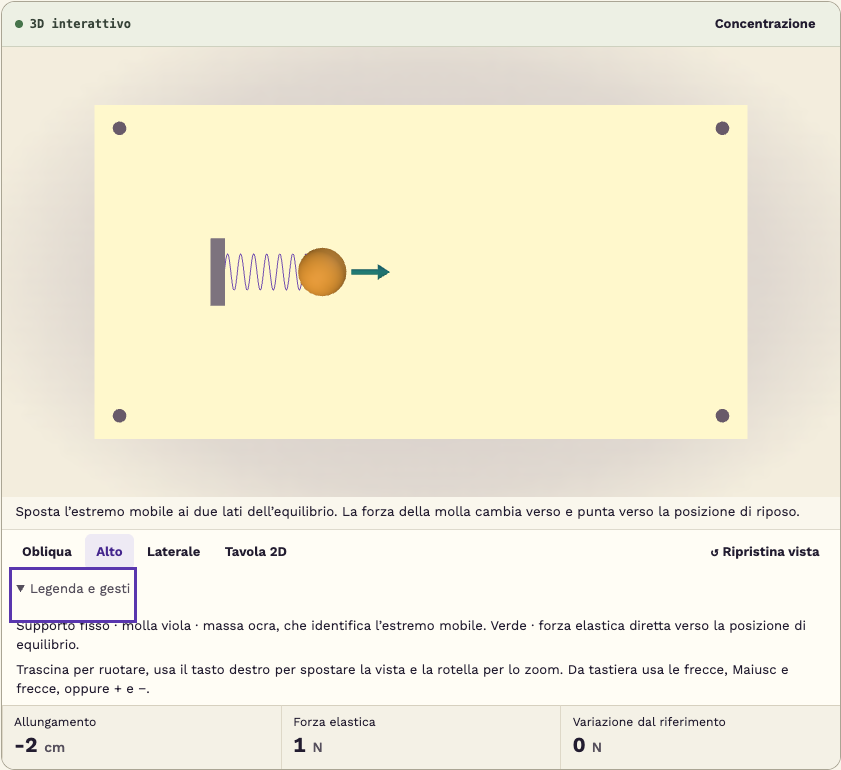 3D interattivo
Concentrazione
Sposta l’estremo mobile ai due lati dell’equilibrio. La forza della molla cambia verso e punta verso la posizione di riposo.
Obliqua Alto Laterale Tavola 2D ↺ Ripristina vista
▼ Legenda e gesti
Supporto fisso · molla viola · massa ocra, che identifica l’estremo mobile. Verde · forza elastica diretta verso la posizione di
equilibrio.
Trascina per ruotare, usa il tasto destro per spostare la vista e la rotella per lo zoom. Da tastiera usa le frecce, Maiusc e
frecce, oppure + e −.
Allungamento
-2 cm
Forza elastica
1 N
Variazione dal riferimento
0 N